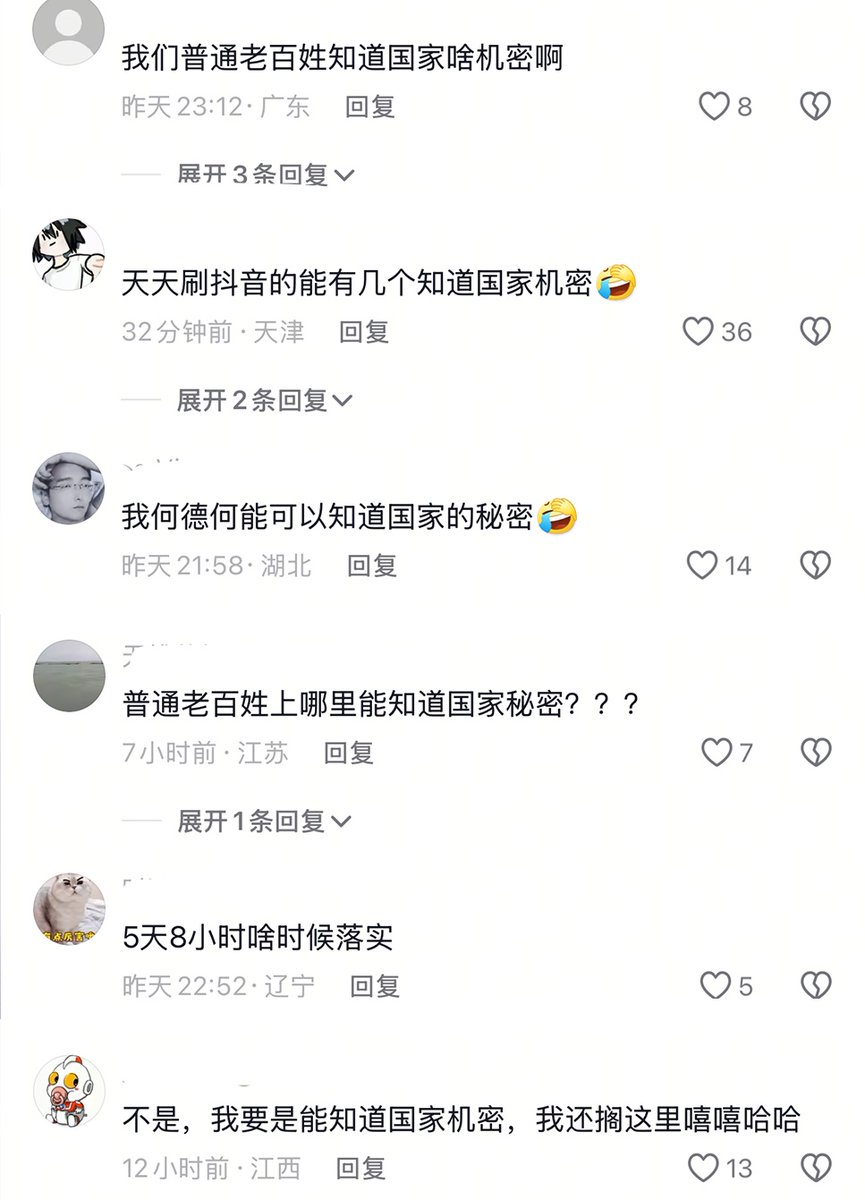 我们普通老百姓知道国家啥机密啊
昨天 23:12 · 广东 回复 8
展开3条回复
天天刷抖音的能有几个知道国家机密🤣
32分钟前 · 天津 回复 36
展开2条回复
我何德何能可以知道国家的秘密🤣
昨天 21:58 · 湖北 回复 14
普通老百姓上哪里能知道国家秘密？？？
7小时前 · 江苏 回复 7
展开1条回复
5天8小时啥时候落实
昨天 22:52 · 辽宁 回复 5
不是，我要是能知道国家机密，我还搁这里嘻嘻哈哈
12小时前 · 江西 回复 13